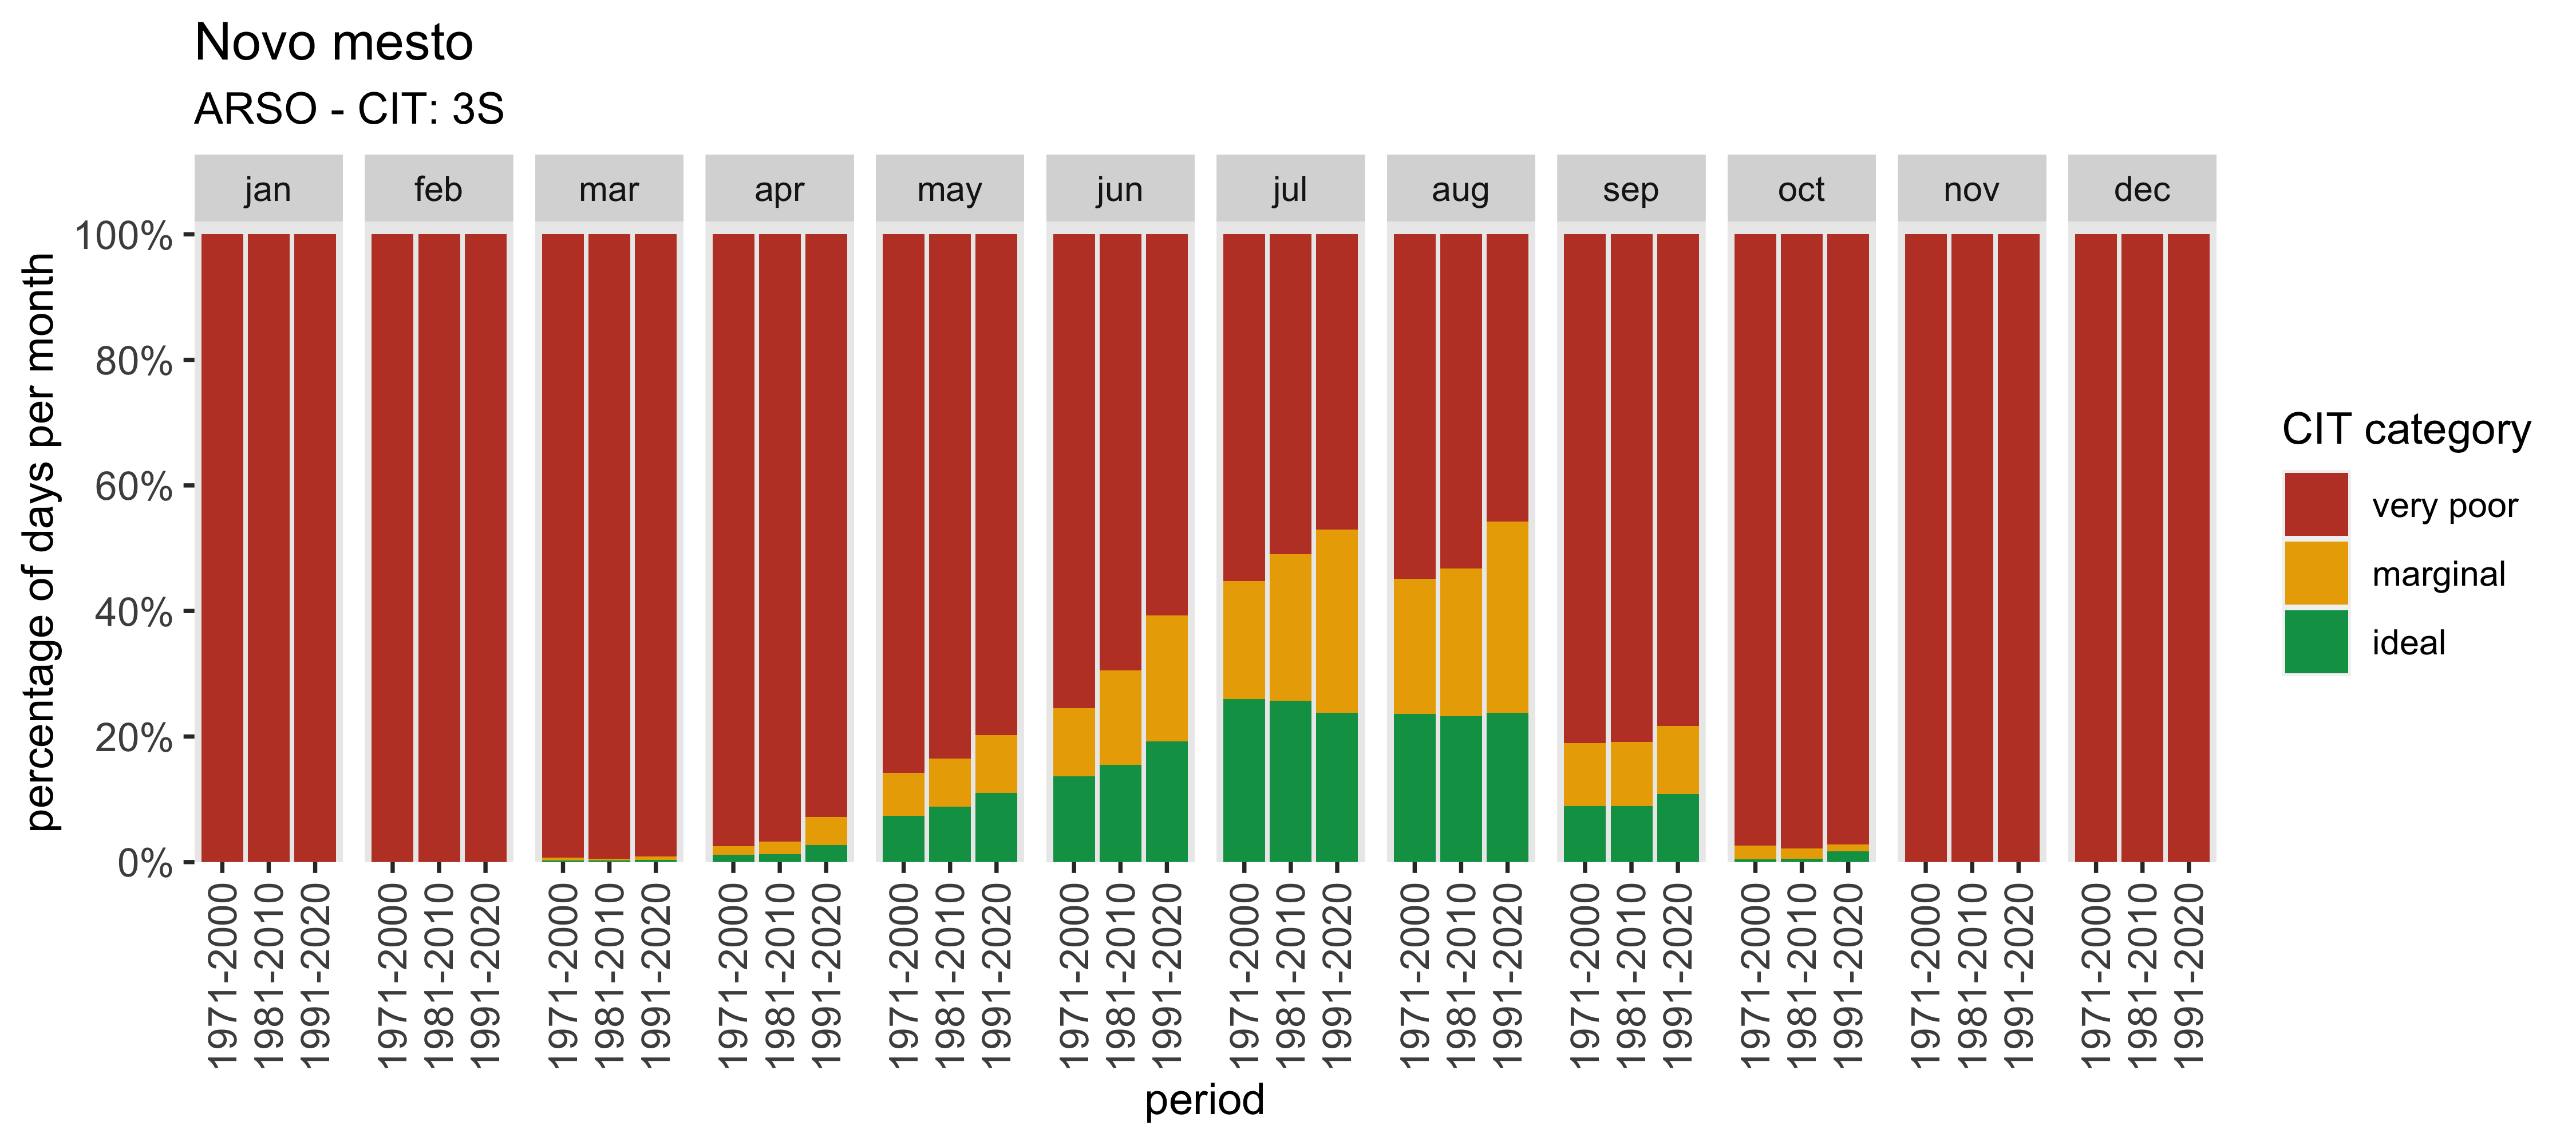 Novo mesto
ARSO - CIT: 3S
jan feb mar apr may jun jul aug sep oct nov dec
percentage of days per month
100%
80%
60%
40%
20%
0%
1971-2000 1981-2010 1991-2020 1971-2000 1981-2010 1991-2020 1971-2000 1981-2010 1991-2020 1971-2000 1981-2010 1991-2020 1971-2000 1981-2010 1991-2020 1971-2000 1981-2010 1991-2020 1971-2000 1981-2010 1991-2020 1971-2000 1981-2010 1991-2020 1971-2000 1981-2010 1991-2020 1971-2000 1981-2010 1991-2020 1971-2000 1981-2010 1991-2020 1971-2000 1981-2010 1991-2020
period
CIT category
very poor
marginal
ideal